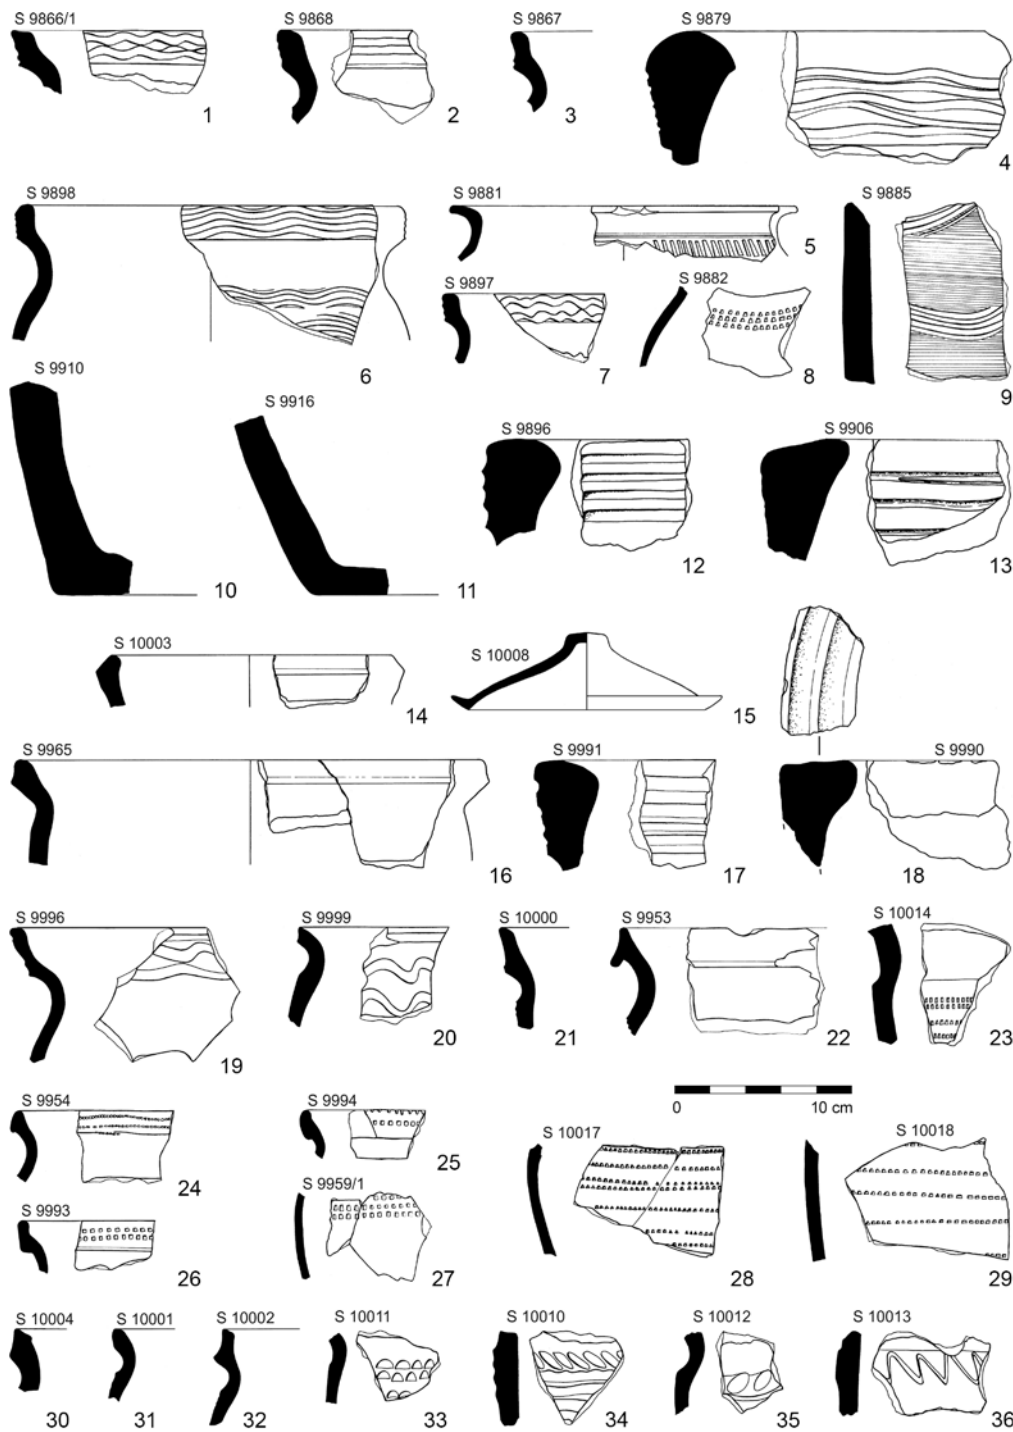 S 9866/1 S 9868 S 9867 S 9879
1 2 3 4
S 9898 S 9881 S 9885
5
S 9897 S 9882
6 7 8 9
S 9910 S 9916
S 9896 S 9906
10 11 12 13
S 10003 S 10008
14 15
S 9965 S 9991 S 9990
16 17 18
S 9996 S 9999 S 10000 S 9953 S 10014
19 20 21 22 23
0 10 cm
S 9954 S 9994 S 10017 S 10018
24 25
S 9993 S 9959/1
26 27 28 29
S 10004 S 10001 S 10002 S 10011 S 10010 S 10012 S 10013
30 31 32 33 34 35 36